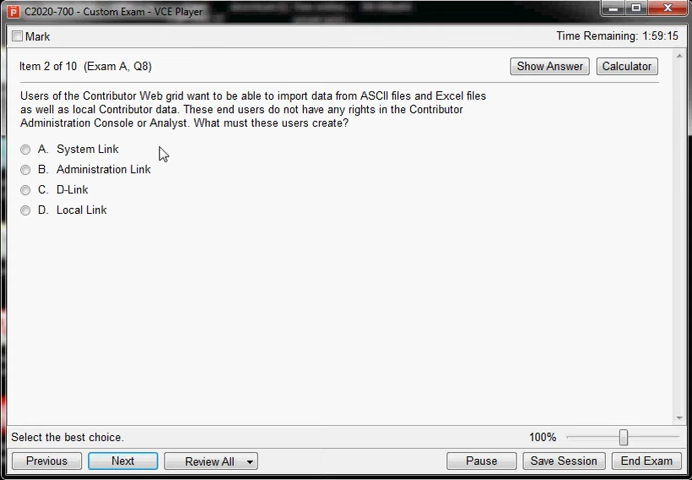 C2020-700 - Custom Exam - VCE Player
Mark
Time Remaining: 1:59:15
Item 2 of 10 (Exam A, Q8)
Show Answer
Calculator
Users of the Contributor Web grid want to be able to import data from ASCII files and Excel files
as well as local Contributor data. These end users do not have any rights in the Contributor
Administration Console or Analyst. What must these users create?
A. System Link
B. Administration Link
C. D-Link
D. Local Link
Select the best choice.
100%
Previous
Next
Review All
Pause
Save Session
End Exam